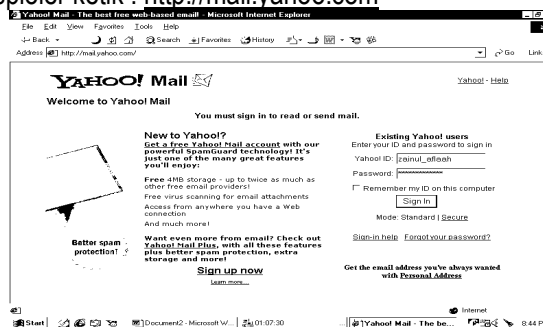 ketik : http://mail.yahoo.com
Yahoo! Mail - The best free web-based email! - Microsoft Internet Explorer
File Edit View Favorites Tools Help
Back Search Favorites History
Address http://mail.yahoo.com/ Go Link
YAHOO! Mail
Yahoo! - Help
Welcome to Yahoo! Mail
You must sign in to read or send mail.
New to Yahoo!?
Get a free Yahoo! Mail account with our
powerful SpamGuard technology! It's
just one of the many great features
you'll enjoy:
Free 4MB storage - up to twice as much as
other free email providers!
Free virus scanning for email attachments
Access from anywhere you have a Web
connection
And much more!
Want even more from email? Check out
Yahoo! Mail Plus, with all these features
plus better spam protection, extra
storage and more!
Sign up now
Learn more...
Better spam
protection?
Existing Yahoo! users
Enter your ID and password to sign in
Yahoo! ID: zainul_aflaah
Password: **************
Remember my ID on this computer
Sign In
Mode: Standard | Secure
Sign-in help Forgot your password?
Get the email address you've always wanted
with Personal Address
Internet
Start Document2 - Microsoft W... 01:07:30 Yahoo! Mail - The be... 8:44 P